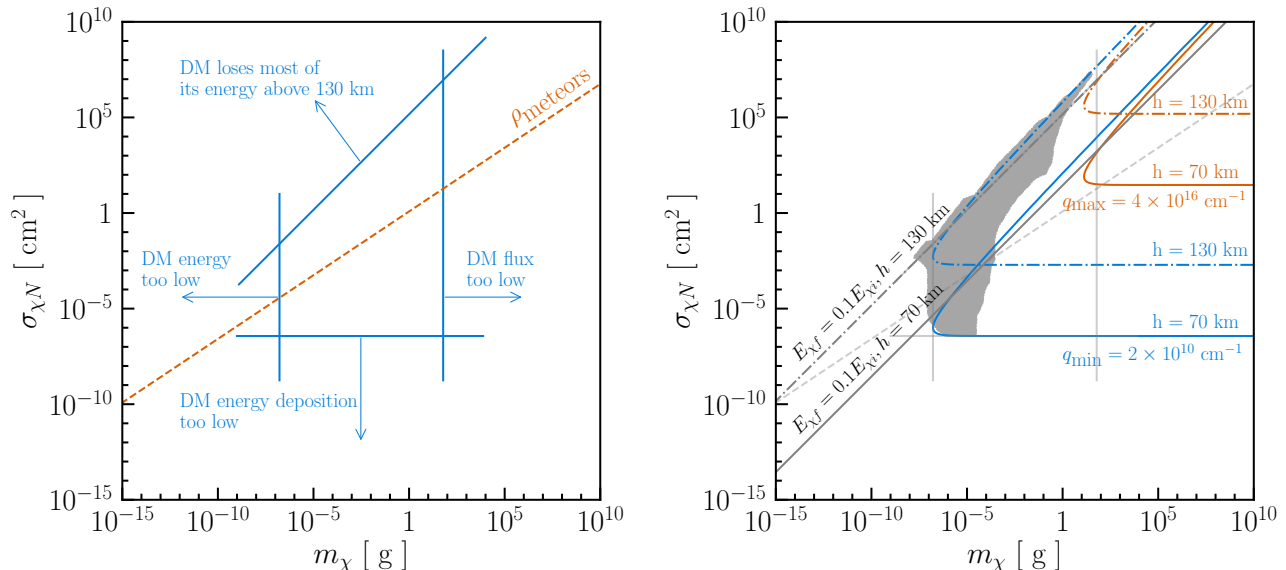 10^10
10^5
1
10^-5
10^-10
10^-15
σ_χN [ cm^2 ]
DM loses most of
its energy above 130 km
ρ_meteors
DM energy
too low
DM flux
too low
DM energy deposition
too low
10^-15
10^-10
10^-5
1
10^5
10^10
m_χ [ g ]
10^10
10^5
1
10^-5
10^-10
10^-15
σ_χN [ cm^2 ]
h = 130 km
h = 70 km
q_max = 4 × 10^16 cm^-1
h = 130 km
h = 70 km
q_min = 2 × 10^10 cm^-1
E_χf = 0.1E_χi, h = 130 km
E_χf = 0.1E_χi, h = 70 km
10^-15
10^-10
10^-5
1
10^5
10^10
m_χ [ g ]